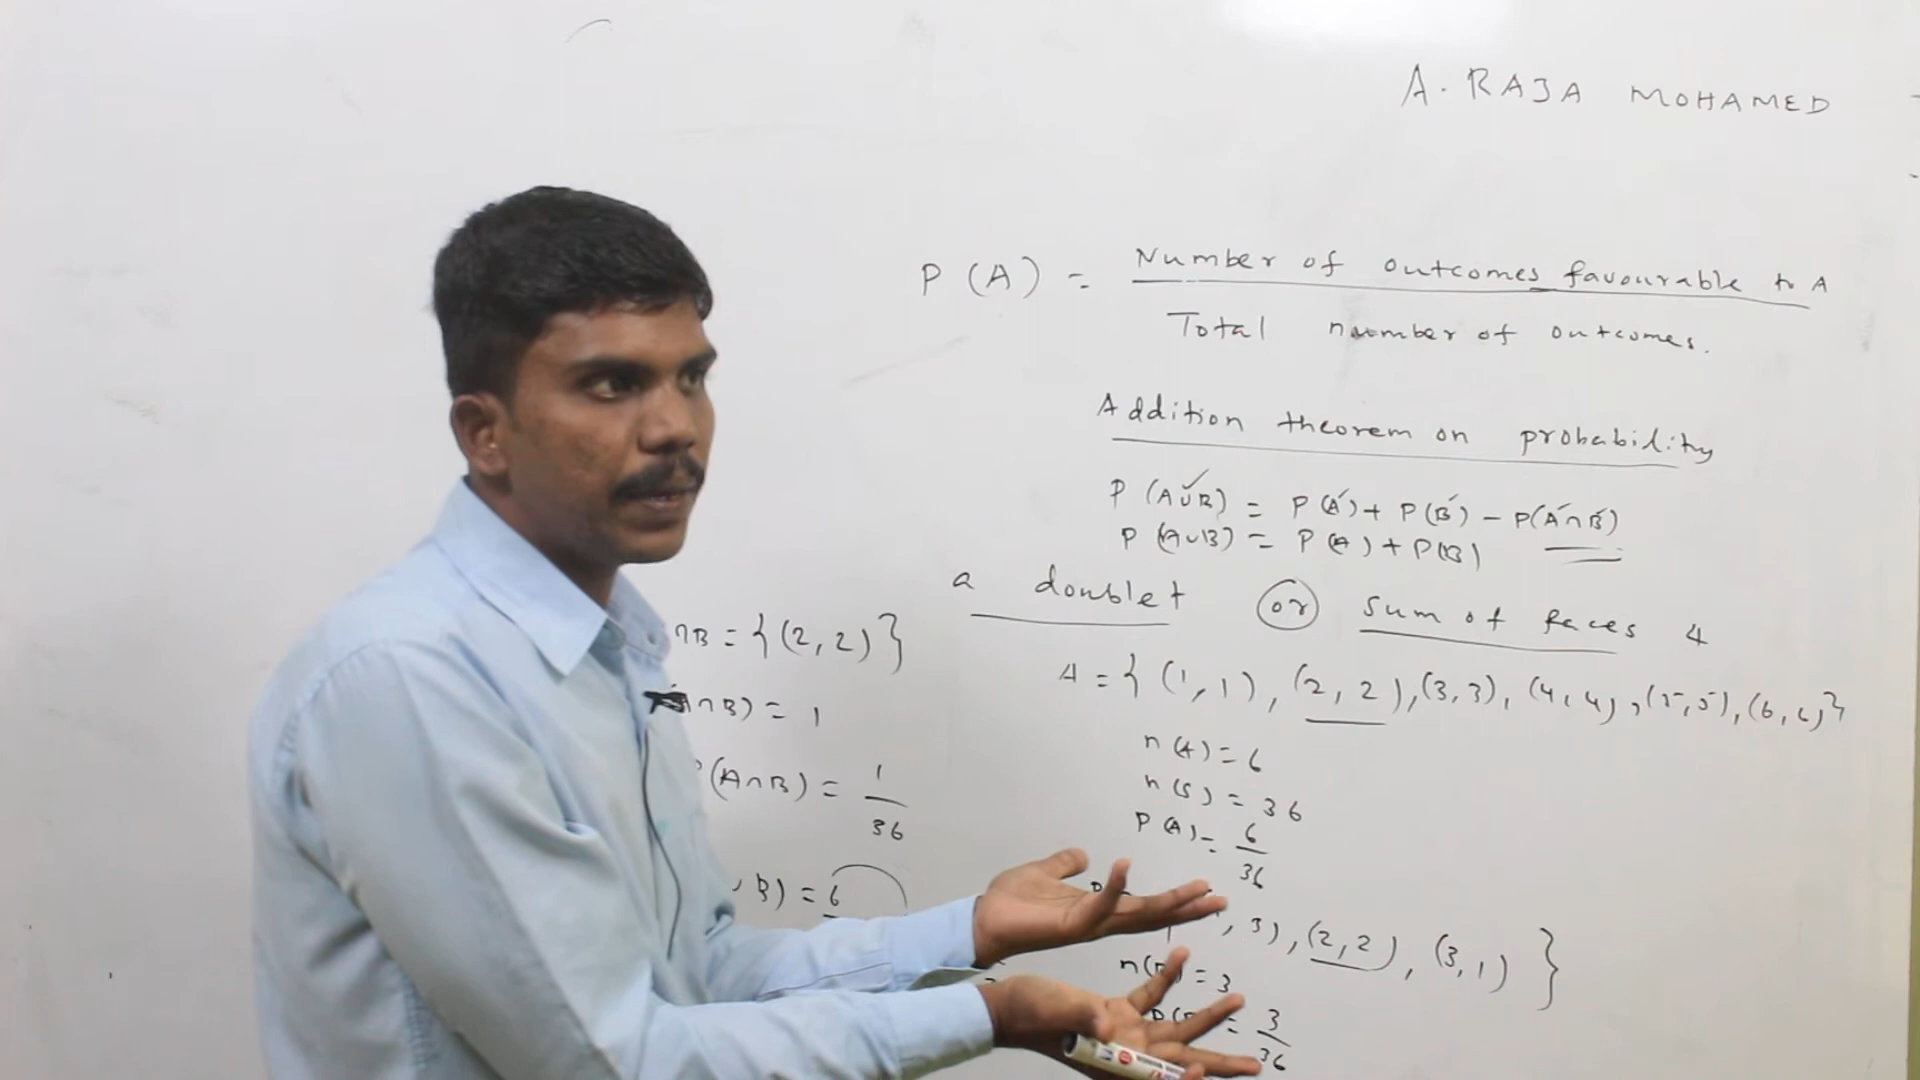 A. RAJA MOHAMED
P (A) = Number of outcomes favourable to A
Total number of outcomes.
Addition theorem on probability
P (A∪B) = P (A) + P (B) - P(A∩B)
P (A∪B) = P (A) + P(B)
a doublet or sum of faces 4
A = { (1, 1), (2, 2), (3, 3), (4, 4), (5, 5), (6, 6) }
n (A) = 6
n (S) = 36
P (A) = 6
36
, 3), (2, 2), (3, 1) }
= 3
= 3
36
∩B = { (2, 2) }
∩B) = 1
(A∩B) = 1
36
B) = 6